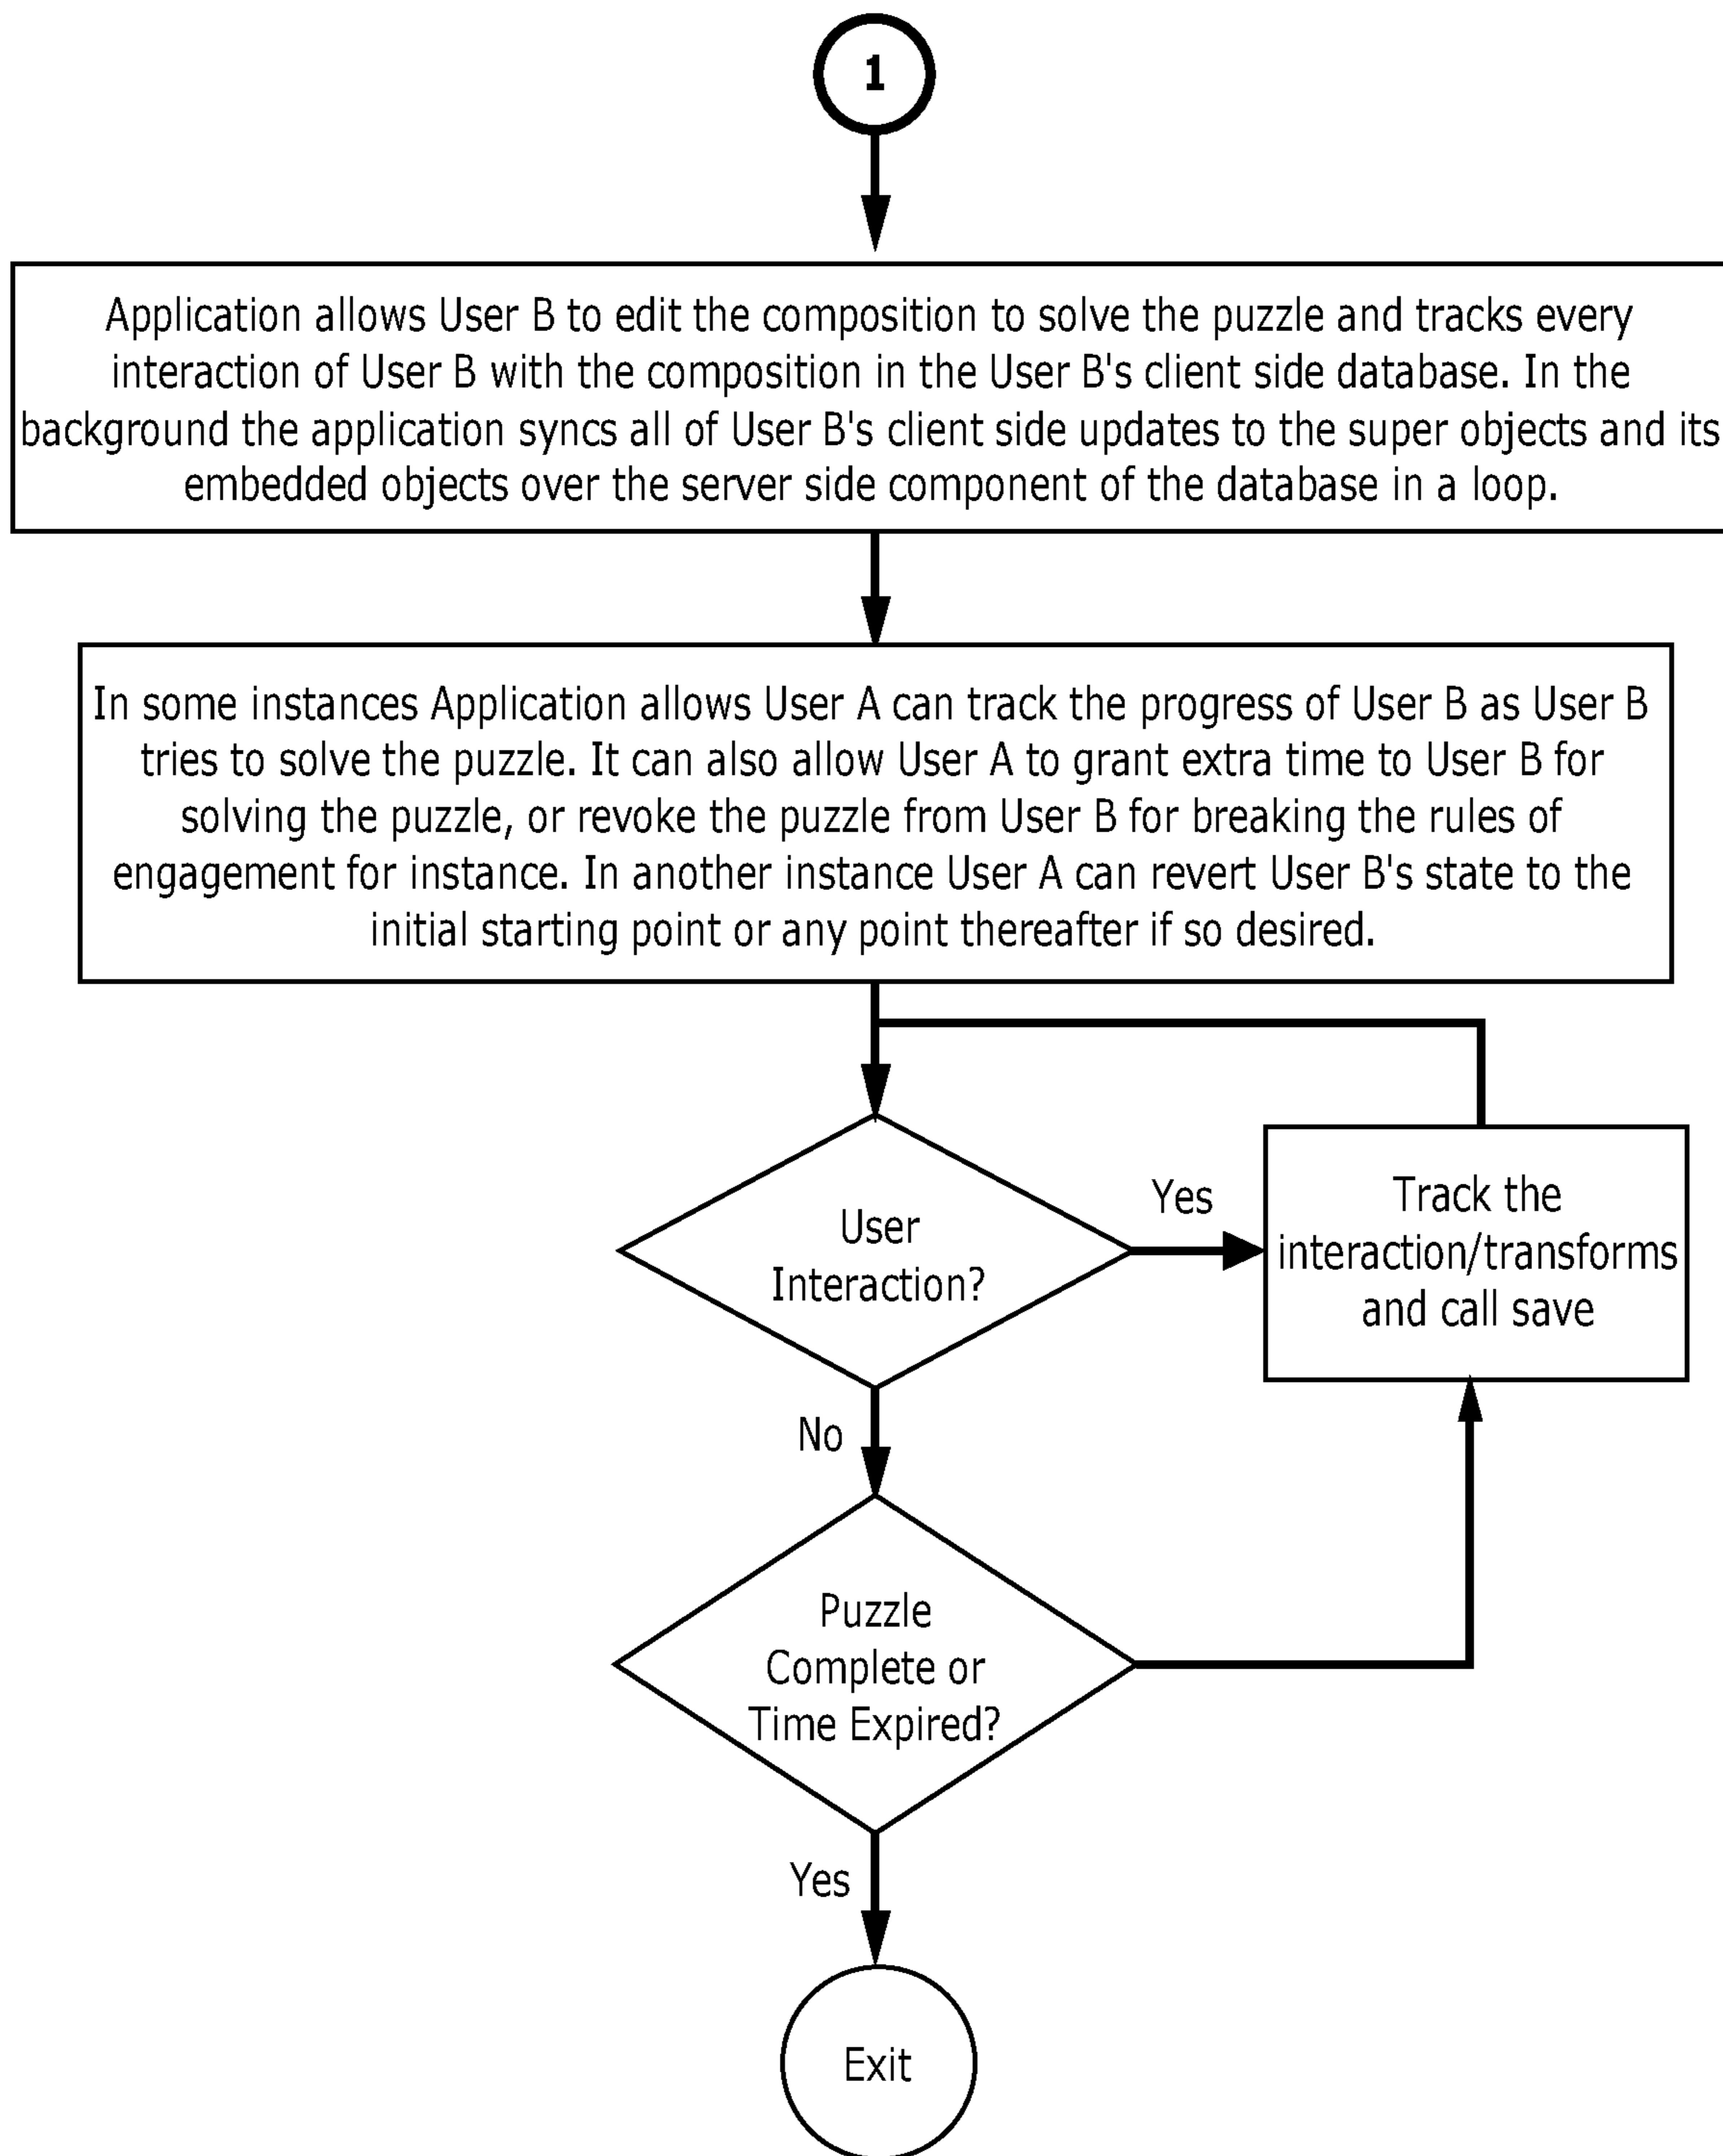 1
Application allows User B to edit the composition to solve the puzzle and tracks every
interaction of User B with the composition in the User B's client side database. In the
background the application syncs all of User B's client side updates to the super objects and its
embedded objects over the server side component of the database in a loop.
In some instances Application allows User A can track the progress of User B as User B
tries to solve the puzzle. It can also allow User A to grant extra time to User B for
solving the puzzle, or revoke the puzzle from User B for breaking the rules of
engagement for instance. In another instance User A can revert User B's state to the
initial starting point or any point thereafter if so desired.
User
Interaction?
Yes
Track the
interaction/transforms
and call save
No
Puzzle
Complete or
Time Expired?
Yes
Exit